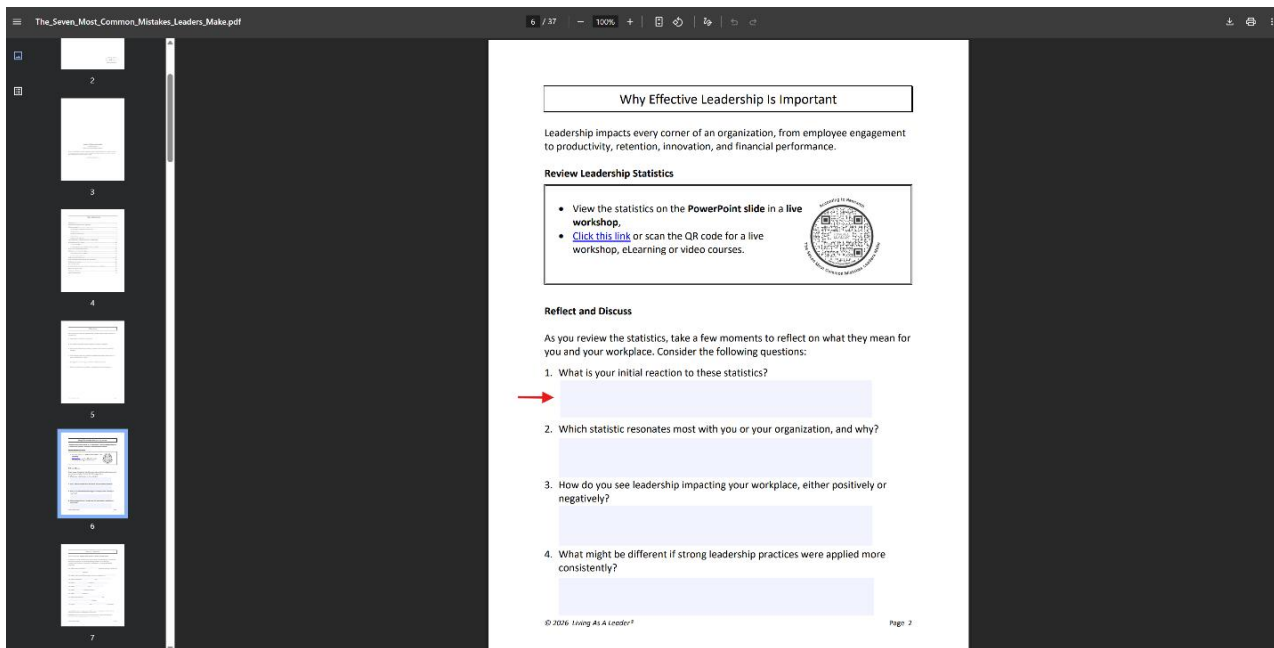 The_Seven_Most_Common_Mistakes_Leaders_Make.pdf
6 / 37
100%
2
3
4
5
6
7
Why Effective Leadership Is Important
Leadership impacts every corner of an organization, from employee engagement
to productivity, retention, innovation, and financial performance.
Review Leadership Statistics
• View the statistics on the PowerPoint slide in a live
workshop,
• Click this link or scan the QR code for a live
workshop, eLearning or video courses.
The Seven Most Common Mistakes Leaders Make
Reflect and Discuss
As you review the statistics, take a few moments to reflect on what they mean for
you and your workplace. Consider the following questions:
1. What is your initial reaction to these statistics?
2. Which statistic resonates most with you or your organization, and why?
3. How do you see leadership impacting your workplace, either positively or
negatively?
4. What might be different if strong leadership practices were applied more
consistently?
© 2026 Living As A Leader®
Page 2